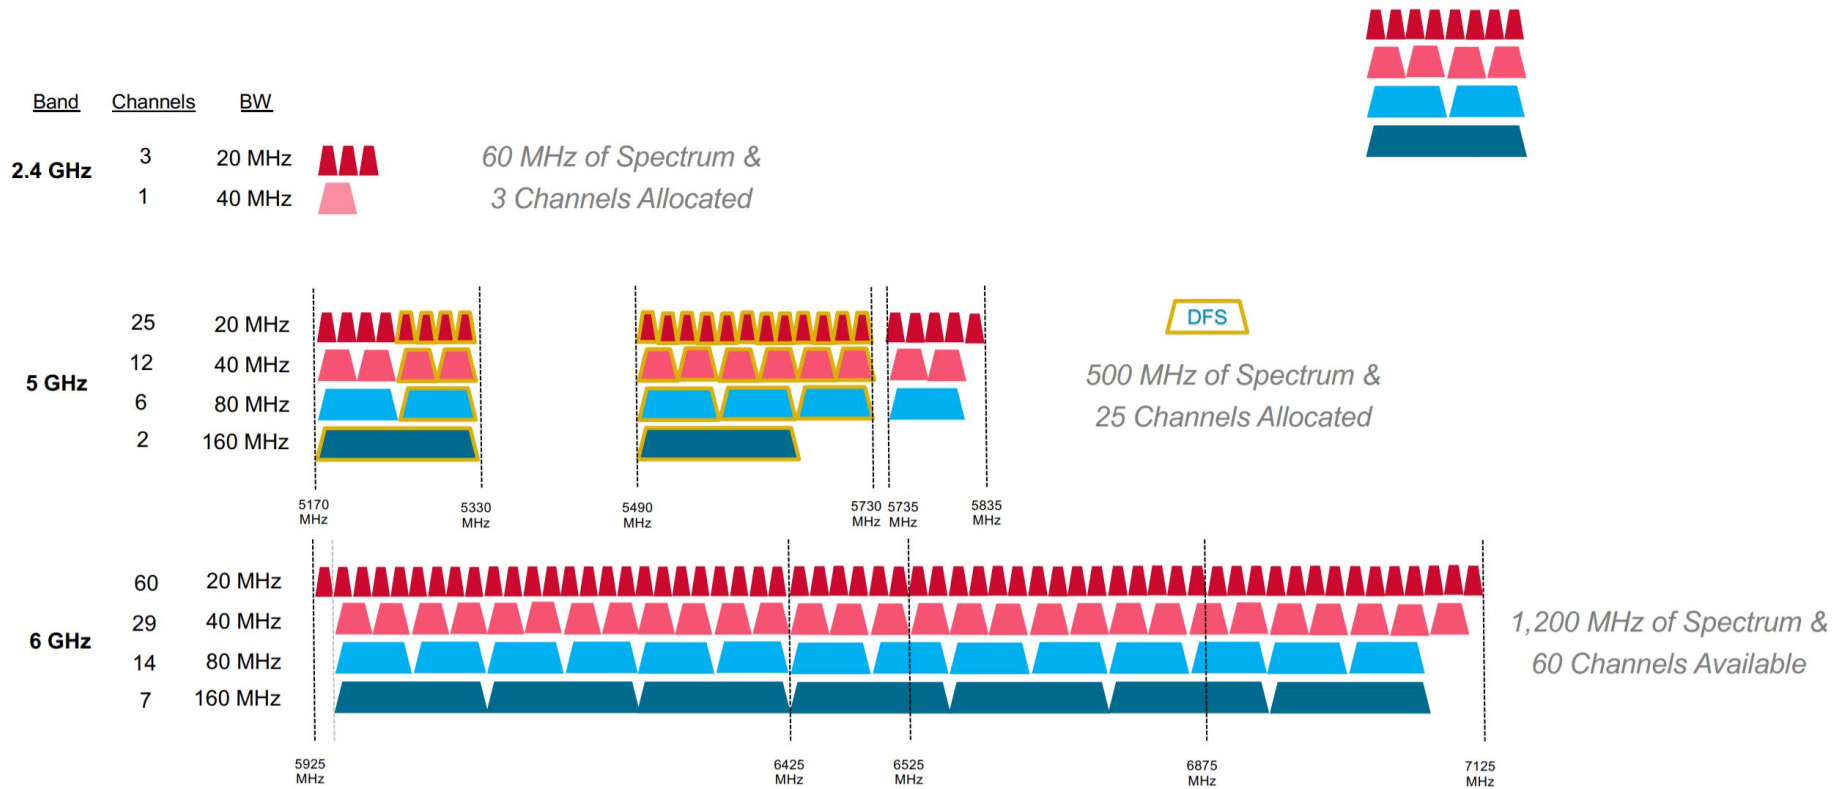 Band Channels BW
2.4 GHz
3 20 MHz
1 40 MHz
60 MHz of Spectrum &
3 Channels Allocated
5 GHz
25 20 MHz
12 40 MHz
6 80 MHz
2 160 MHz
DFS
500 MHz of Spectrum &
25 Channels Allocated
5170
MHz
5330
MHz
5490
MHz
5730
MHz
5735
MHz
5835
MHz
6 GHz
60 20 MHz
29 40 MHz
14 80 MHz
7 160 MHz
1,200 MHz of Spectrum &
60 Channels Available
5925
MHz
6425
MHz
6525
MHz
6875
MHz
7125
MHz